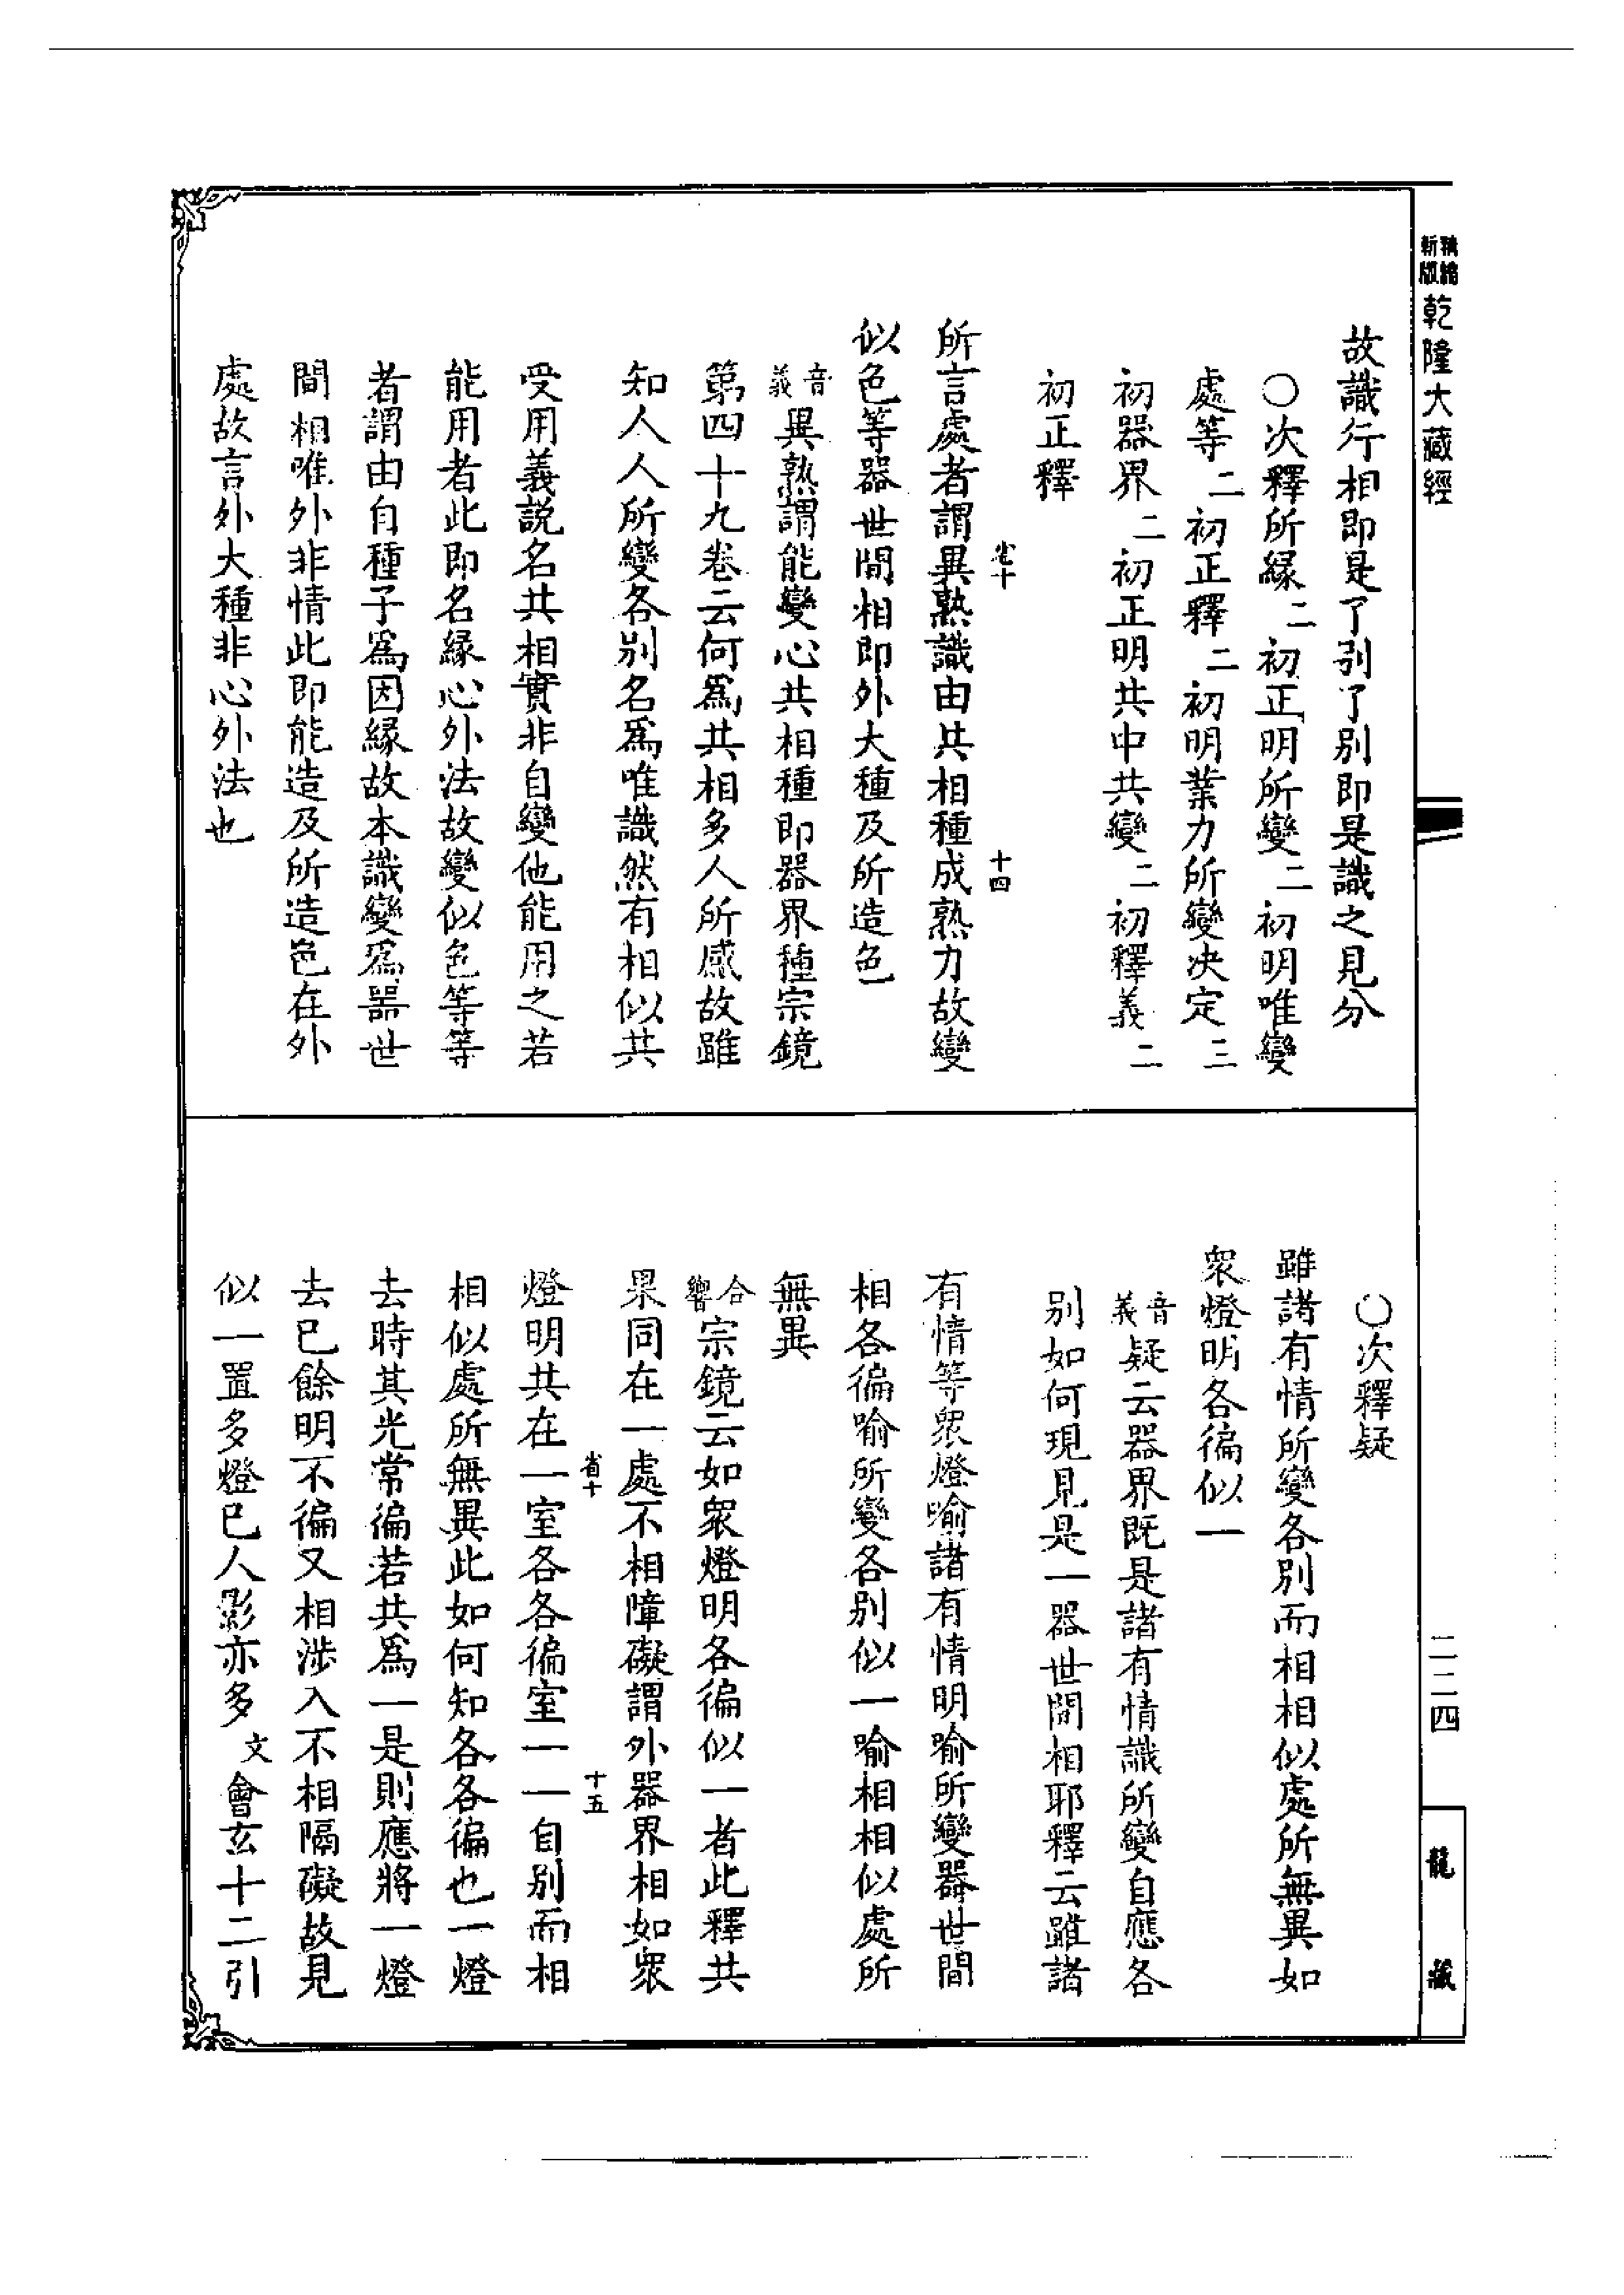 新版精縮
乾隆大藏經
故識行相即是了別了別即是識之見分
○次釋所緣二初正明所變二初明唯變
處等二初正釋二初明業力所變決定三
初器界二初正明共中共變二初釋義二
初正釋
省十
十四
所言處者謂異熟識由共相種成熟力故變
似色等器世間相即外大種及所造色
音義異熟謂能變心共相種即器界種宗鏡
第四十九卷云何爲共相多人所感故雖
知人人所變各別名爲唯識然有相似共
受用義說名共相實非自變他能用之若
能用者此即名緣心外法故變似色等等
者謂由自種子爲因緣故本識變爲器世
間相唯外非情此即能造及所造色在外
處故言外大種非心外法也
○次釋疑
雖諸有情所變各別而相相似處所無異如
眾燈明各徧似一
音義疑云器界既是諸有情識所變自應各
別如何現見是一器世間相耶釋云雖諸
有情等眾燈喻諸有情明喻所變器世間
相各徧喻所變各別似一喻相相似處所
無異
合響宗鏡云如眾燈明各徧似一者此釋共
果同在一處不相障礙謂外器界相如眾
省十
十五
燈明共在一室各各徧室一一自別而相
相似處所無異此如何知各各徧也一燈
去時其光常徧若共爲一是則應將一燈
去已餘明不徧又相涉入不相隔礙故見
似一置多燈已人影亦多文會玄十二引
二二四
龍藏